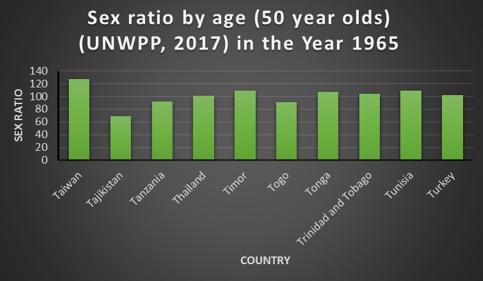 Sex ratio by age (50 year olds)
(UNWPP, 2017) in the Year 1965
140
120
100
80
60
40
20
0
SEX RATIO
Taiwan
Tajikistan
Tanzania
Thailand
Timor
Togo
Tonga
Trinidad and Tobago
Tunisia
Turkey
COUNTRY